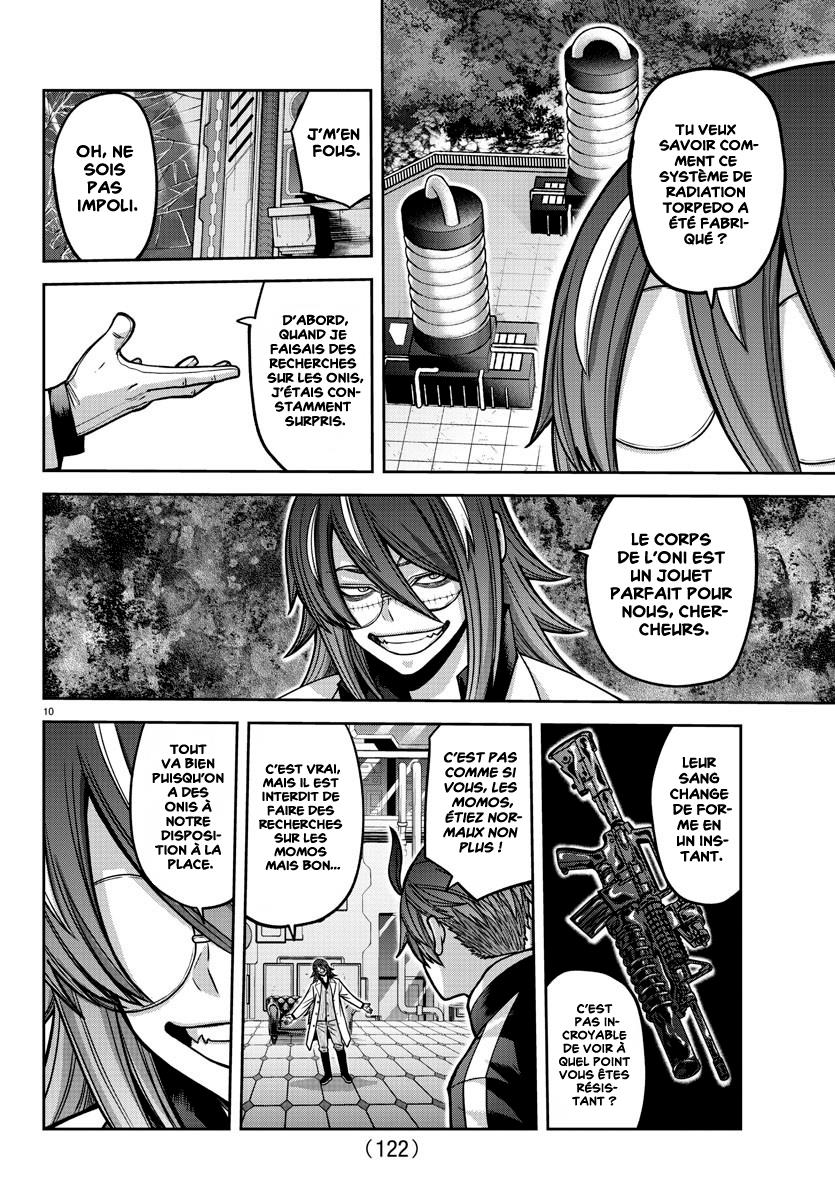 TU VEUX
SAVOIR COM-
MENT CE
SYSTÈME DE
RADIATION
TORPEDO A
ÉTÉ FABRI-
QUÉ ?
J'M'EN
FOUS.
OH, NE
SOIS
PAS
IMPOLI.
D'ABORD,
QUAND JE
FAISAIS DES
RECHERCHES
SUR LES ONIS,
J'ÉTAIS CON-
STAMMENT
SURPRIS.
LE CORPS
DE L'ONI EST
UN JOUET
PARFAIT POUR
NOUS, CHER-
CHEURS.
10
LEUR
SANG
CHANGE
DE FOR-
ME EN
UN INS-
TANT.
C'EST
PAS IN-
CROYABLE
DE VOIR À
QUEL POINT
VOUS ÊTES
RÉSIS-
TANT ?
C'EST PAS
COMME SI
VOUS, LES
MOMOS,
ÉTIEZ NOR-
MAUX NON
PLUS !
C'EST VRAI,
MAIS IL EST
INTERDIT DE
FAIRE DES
RECHERCHES
SUR LES
MOMOS
MAIS BON...
TOUT
VA BIEN
PUISQU'ON
A DES
ONIS À
NOTRE
DISPOSI-
TION À LA
PLACE.
(122)